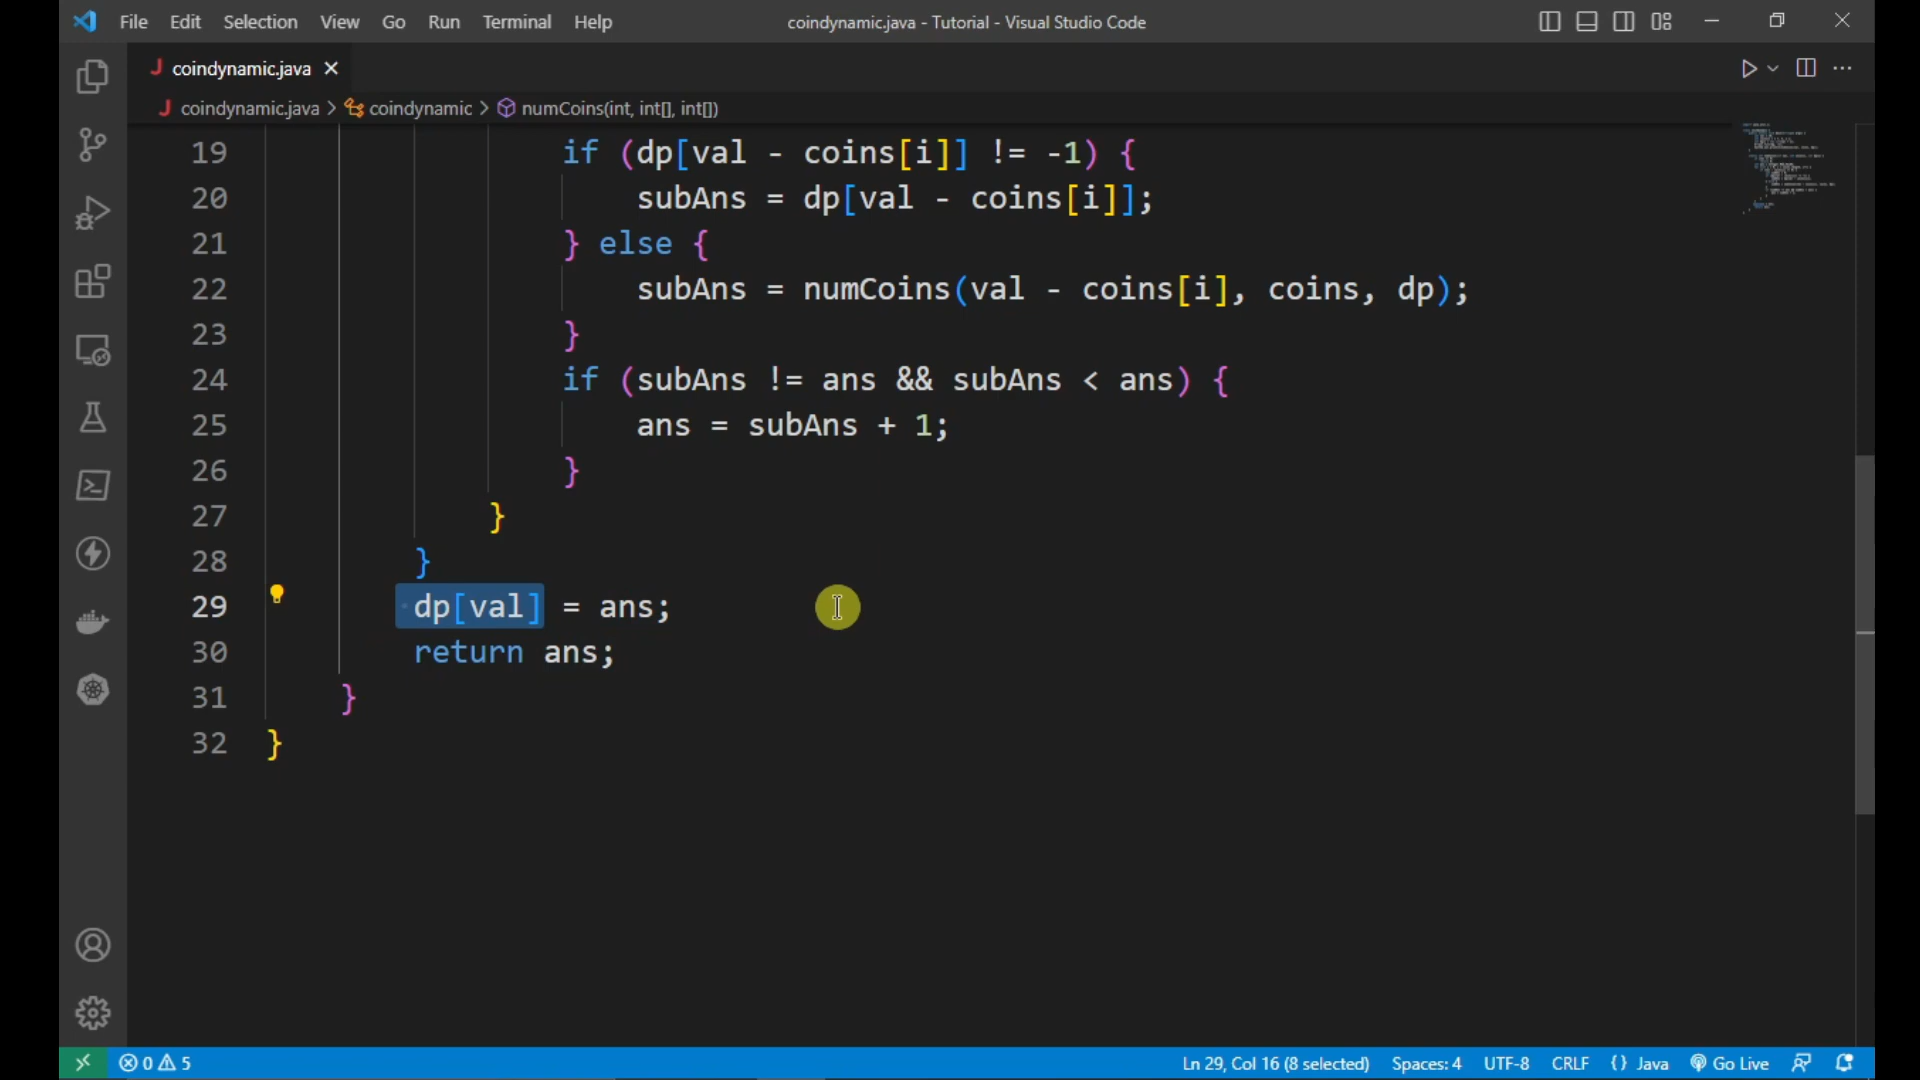 File Edit Selection View Go Run Terminal Help
coindynamic.java - Tutorial - Visual Studio Code
coindynamic.java
coindynamic.java > coindynamic > numCoins(int, int[], int[])
19 if (dp[val - coins[i]] != -1) {
20 subAns = dp[val - coins[i]];
21 } else {
22 subAns = numCoins(val - coins[i], coins, dp);
23 }
24 if (subAns != ans && subAns < ans) {
25 ans = subAns + 1;
26 }
27 }
28 }
29 dp[val] = ans;
30 return ans;
31 }
32 }
0 5 Ln 29, Col 16 (8 selected) Spaces: 4 UTF-8 CRLF {} Java Go Live